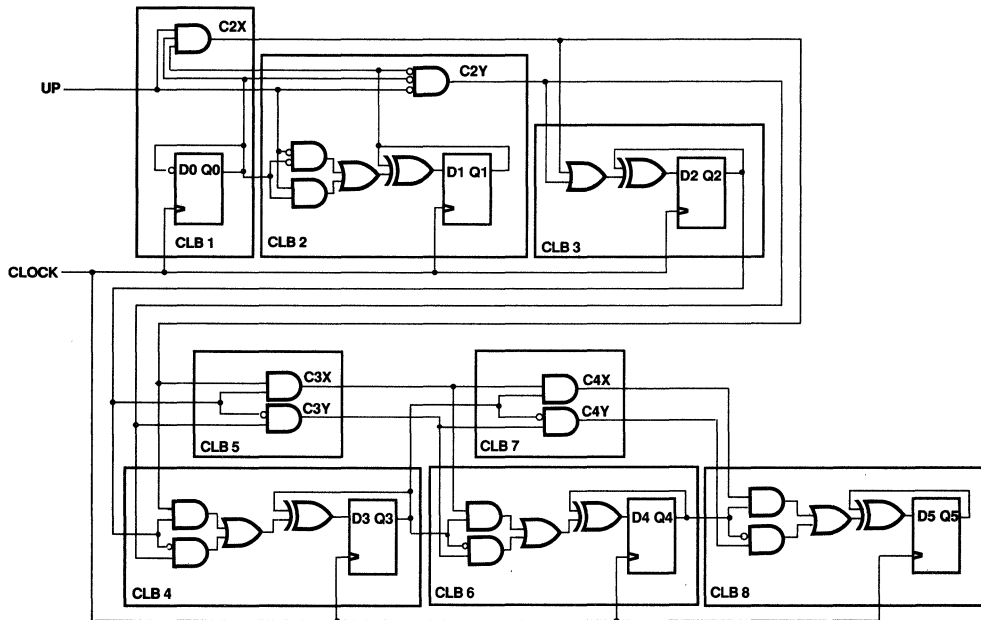 C2X
C2Y
UP
D0 Q0
D1 Q1
D2 Q2
CLB 1
CLB 2
CLB 3
CLOCK
C3X
C3Y
CLB 5
C4X
C4Y
CLB 7
D3 Q3
D4 Q4
D5 Q5
CLB 4
CLB 6
CLB 8